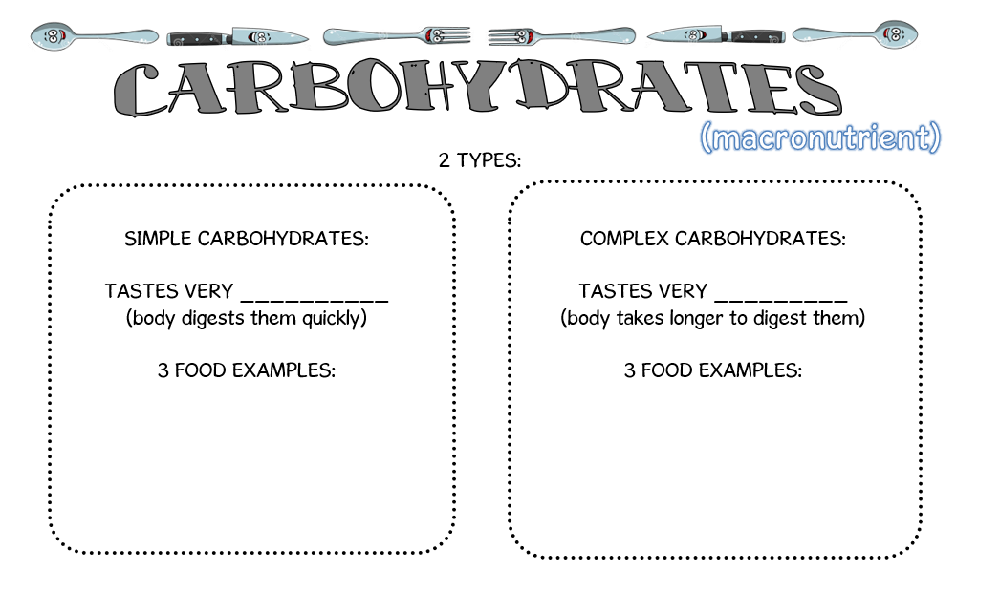 CARBOHYDRATES
(macronutrient)
2 TYPES:
SIMPLE CARBOHYDRATES:
TASTES VERY __________
(body digests them quickly)
3 FOOD EXAMPLES:
COMPLEX CARBOHYDRATES:
TASTES VERY _________
(body takes longer to digest them)
3 FOOD EXAMPLES: